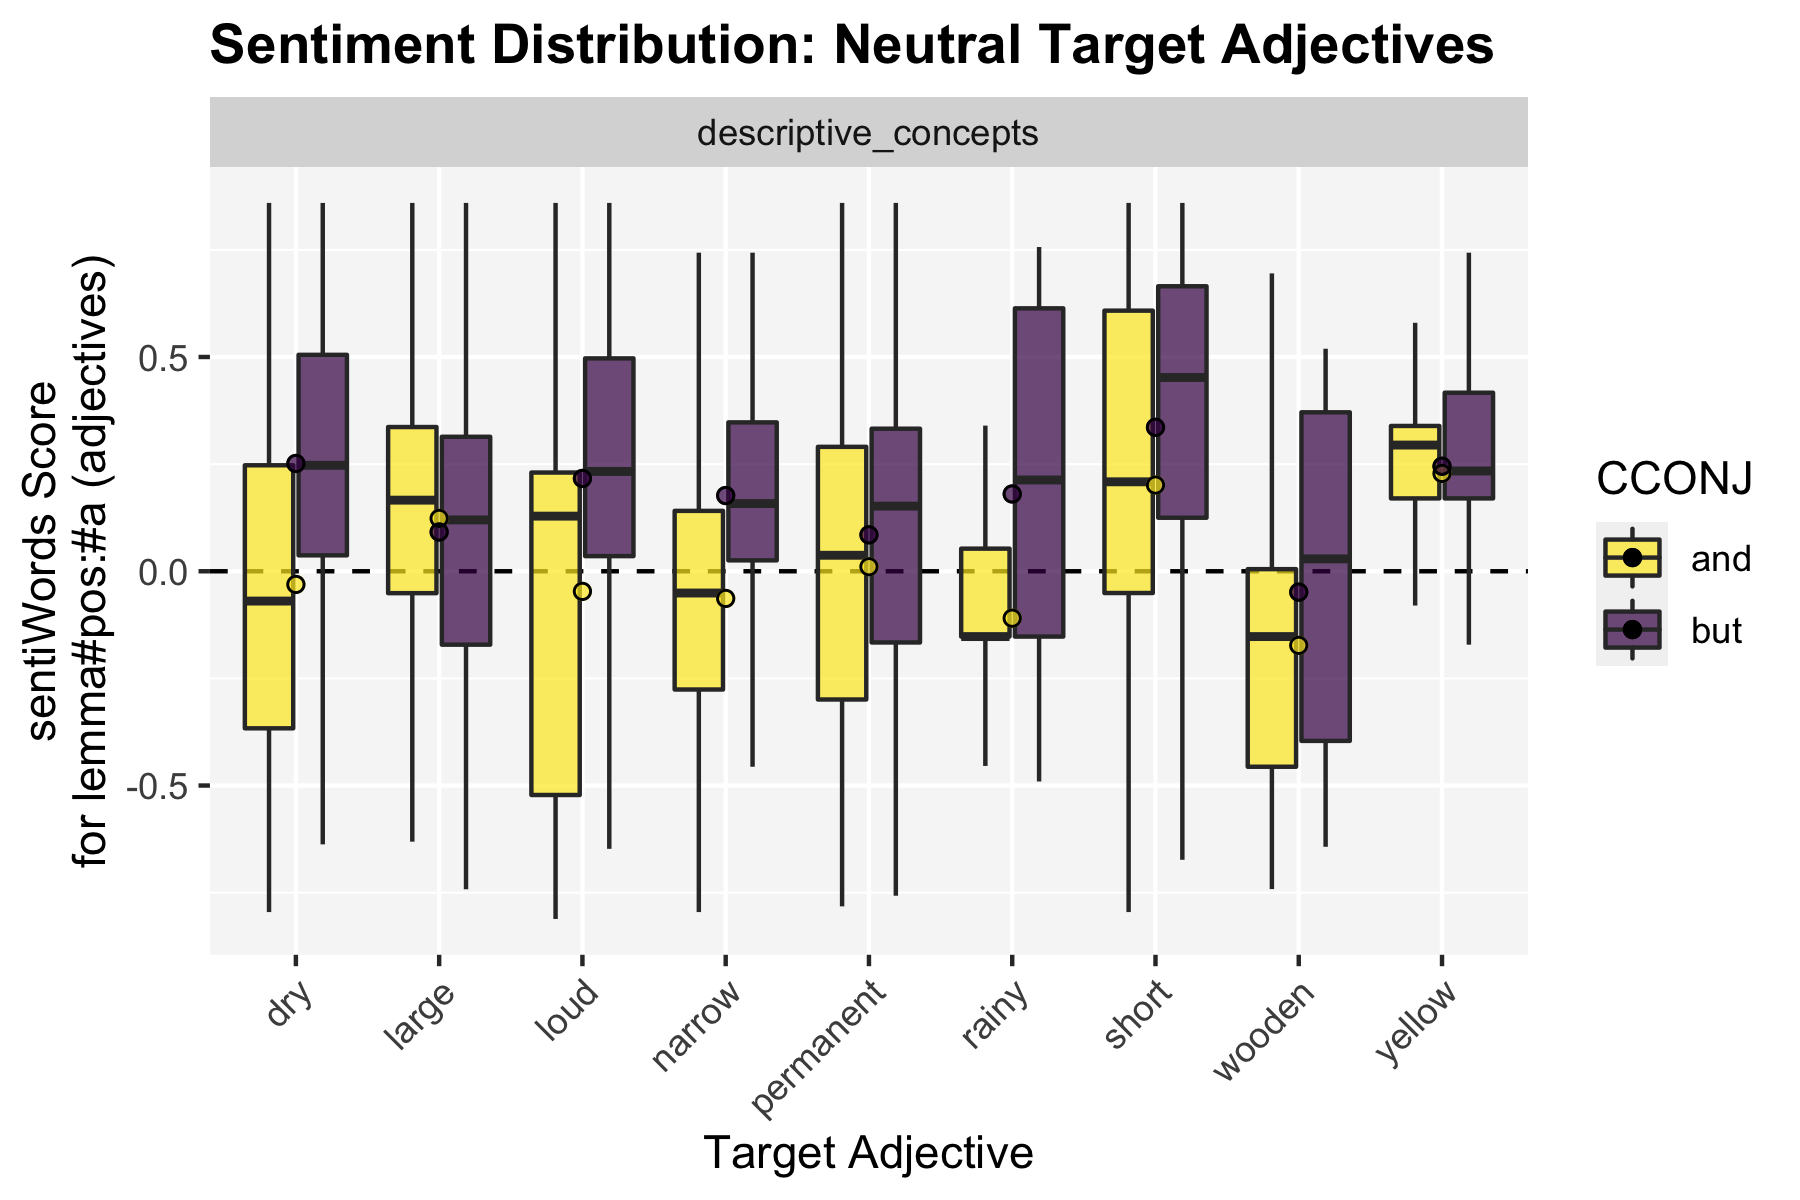 Sentiment Distribution: Neutral Target Adjectives
descriptive_concepts
sentiWords Score
for lemma#pos:#a (adjectives)
0.5
0.0
-0.5
dry
large
loud
narrow
permanent
rainy
short
wooden
yellow
Target Adjective
CCONJ
and
but